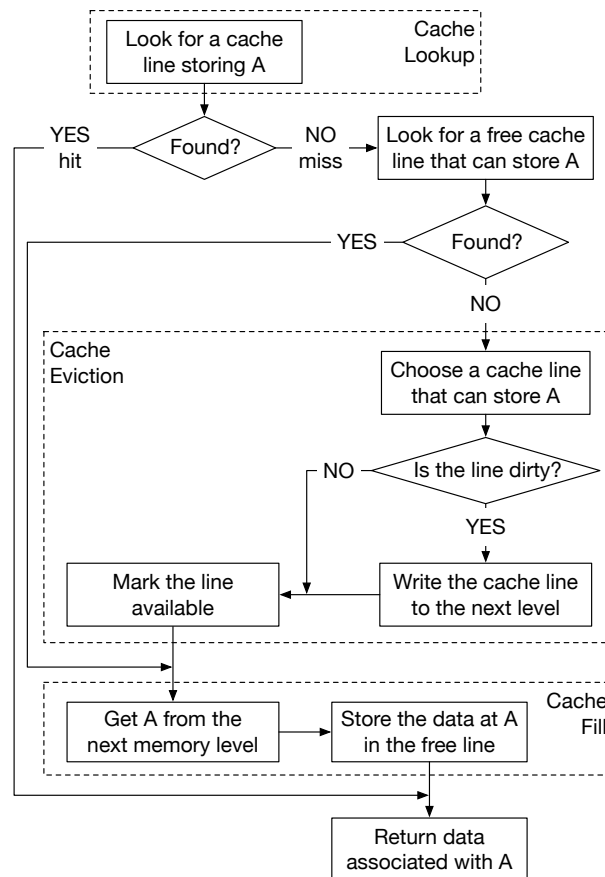 Cache
Lookup
Look for a cache
line storing A
YES
hit
Found?
NO
miss
Look for a free cache
line that can store A
YES
Found?
NO
Cache
Eviction
Choose a cache line
that can store A
NO
Is the line dirty?
YES
Mark the line
available
Write the cache line
to the next level
Get A from the
next memory level
Store the data at A
in the free line
Cache
Fill
Return data
associated with A